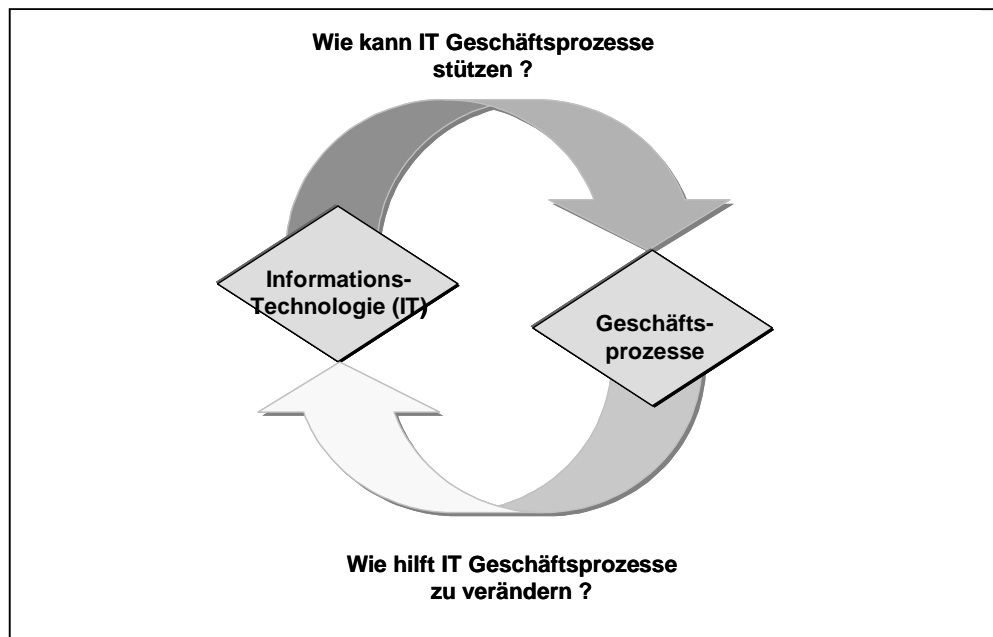 Wie kann IT Geschäftsprozesse
stützen ?
Informations-
Technologie (IT)
Geschäfts-
prozesse
Wie hilft IT Geschäftsprozesse
zu verändern ?